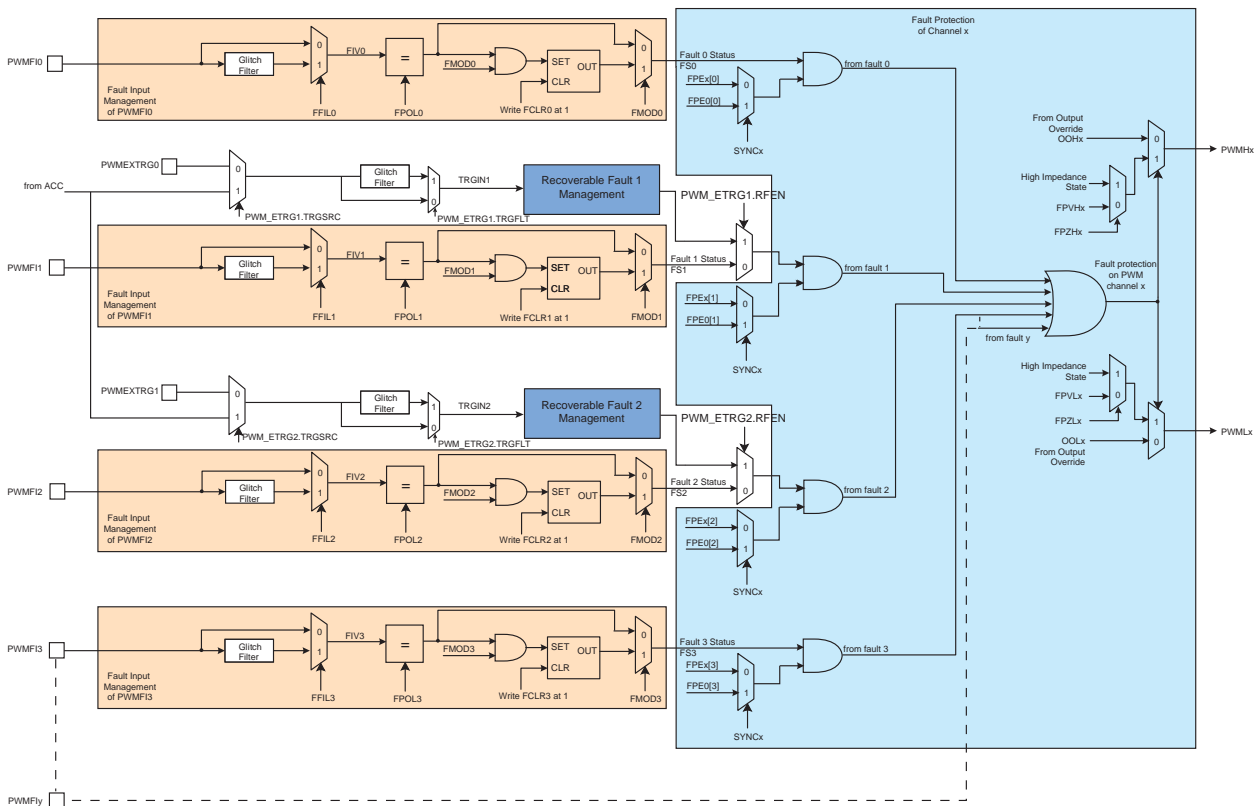 Fault Protection
of Channel x
PWMFI0
Glitch
Filter
0
1
FIV0
=
FMOD0
SET
OUT
CLR
0
1
Fault 0 Status
FS0
from fault 0
FPEx[0]
FPE0[0]
0
1
SYNCx
Fault Input
Management
of PWMFI0
FFIL0
FPOL0
Write FCLR0 at 1
FMOD0
From Output
Override
OOHx
0
1
PWMHx
High Impedance
State
FPVHx
1
0
FPZHx
PWMEXTRG0
from ACC
0
1
Glitch
Filter
1
0
TRGIN1
Recoverable Fault 1
Management
PWM_ETRG1.RFEN
PWM_ETRG1.TRGSRC
PWM_ETRG1.TRGFLT
PWMFI1
Glitch
Filter
0
1
FIV1
=
FMOD1
SET
OUT
CLR
0
1
Fault 1 Status
FS1
1
0
from fault 1
FPEx[1]
FPE0[1]
0
1
SYNCx
Fault Input
Management
of PWMFI1
FFIL1
FPOL1
Write FCLR1 at 1
FMOD1
Fault protection
on PWM
channel x
from fault y
PWMEXTRG1
0
1
Glitch
Filter
1
0
TRGIN2
Recoverable Fault 2
Management
PWM_ETRG2.RFEN
PWM_ETRG2.TRGSRC
PWM_ETRG2.TRGFLT
High Impedance
State
FPVLx
1
0
FPZLx
OOLx
From Output
Override
1
0
PWMLx
PWMFI2
Glitch
Filter
0
1
FIV2
=
FMOD2
SET
OUT
CLR
0
1
Fault 2 Status
FS2
1
0
from fault 2
FPEx[2]
FPE0[2]
0
1
SYNCx
Fault Input
Management
of PWMFI2
FFIL2
FPOL2
Write FCLR2 at 1
FMOD2
PWMFI3
Glitch
Filter
0
1
FIV3
=
FMOD3
SET
OUT
CLR
0
1
Fault 3 Status
FS3
from fault 3
FPEx[3]
FPE0[3]
0
1
SYNCx
Fault Input
Management
of PWMFI3
FFIL3
FPOL3
Write FCLR3 at 1
FMOD3
PWMFIy